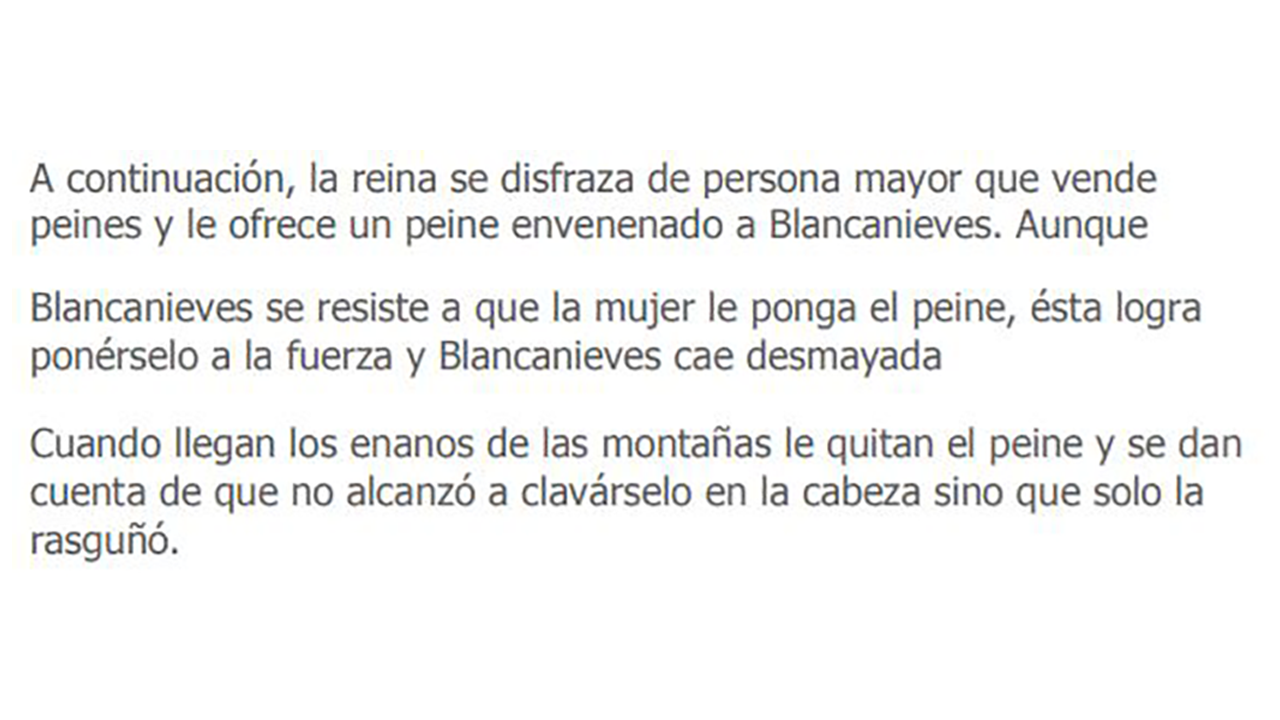 A continuación, la reina se disfraza de persona mayor que vende
peines y le ofrece un peine envenenado a Blancanieves. Aunque
Blancanieves se resiste a que la mujer le ponga el peine, ésta logra
ponérselo a la fuerza y Blancanieves cae desmayada
Cuando llegan los enanos de las montañas le quitan el peine y se dan
cuenta de que no alcanzó a clavárselo en la cabeza sino que solo la
rasguñó.